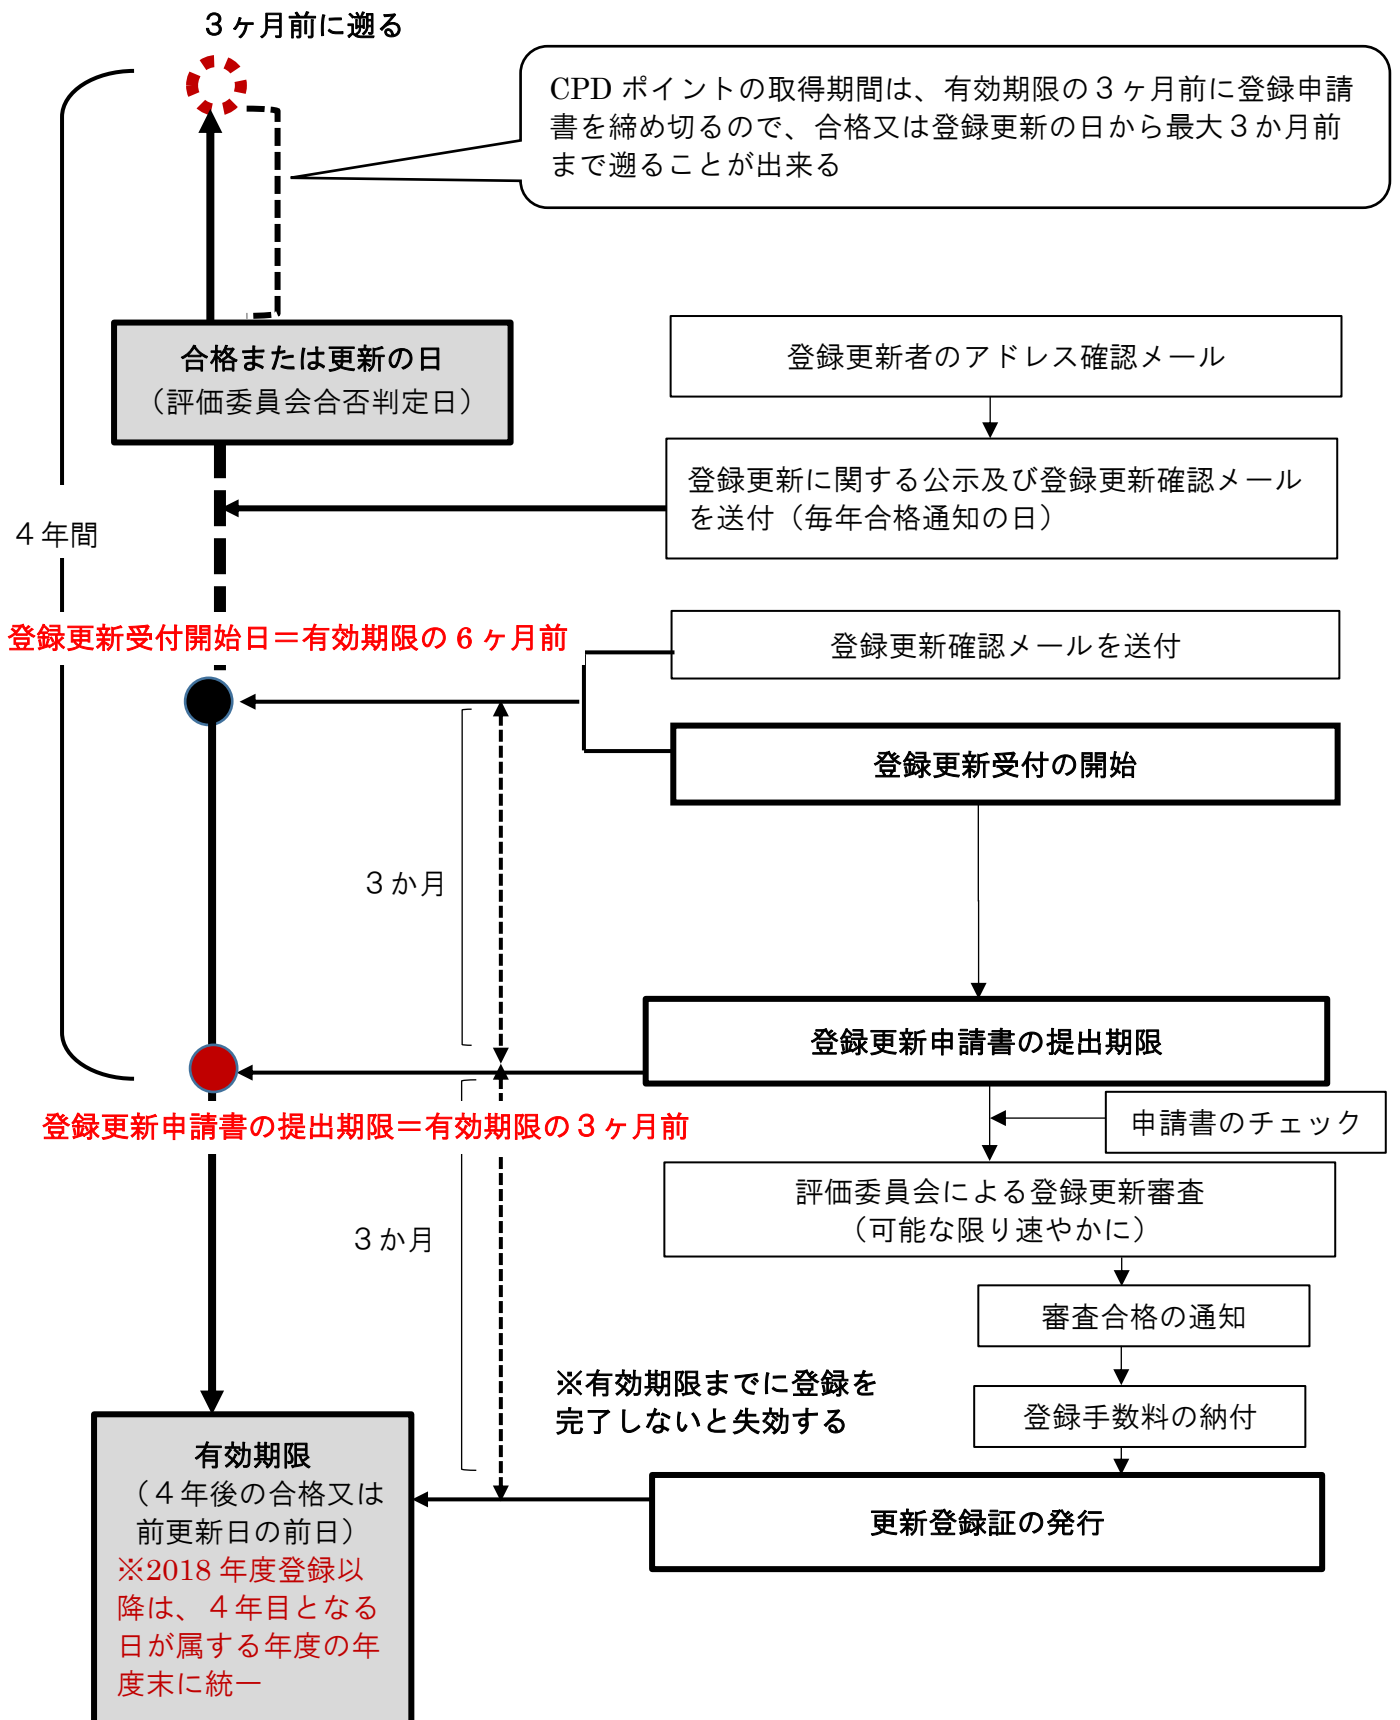 ３ヶ月前に遡る
CPD ポイントの取得期間は、有効期限の３ヶ月前に登録申請
書を締め切るので、合格又は登録更新の日から最大３か月前
まで遡ることが出来る
合格または更新の日
（評価委員会合否判定日）
登録更新者のアドレス確認メール
登録更新に関する公示及び登録更新確認メール
を送付（毎年合格通知の日）
４年間
登録更新受付開始日＝有効期限の６ヶ月前
登録更新確認メールを送付
登録更新受付の開始
３か月
登録更新申請書の提出期限
登録更新申請書の提出期限＝有効期限の３ヶ月前
申請書のチェック
評価委員会による登録更新審査
（可能な限り速やかに）
３か月
審査合格の通知
※有効期限までに登録を
完了しないと失効する
登録手数料の納付
有効期限
（４年後の合格又は
前更新日の前日）
※2018 年度登録以
降は、４年目となる
日が属する年度の年
度末に統一
更新登録証の発行